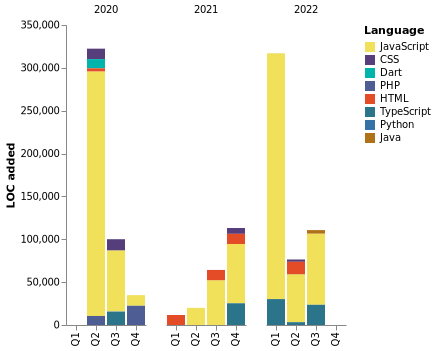 2020 2021 2022
Language
JavaScript
CSS
Dart
PHP
HTML
TypeScript
Python
Java
LOC added
350,000
300,000
250,000
200,000
150,000
100,000
50,000
0
Q1 Q2 Q3 Q4 Q1 Q2 Q3 Q4 Q1 Q2 Q3 Q4